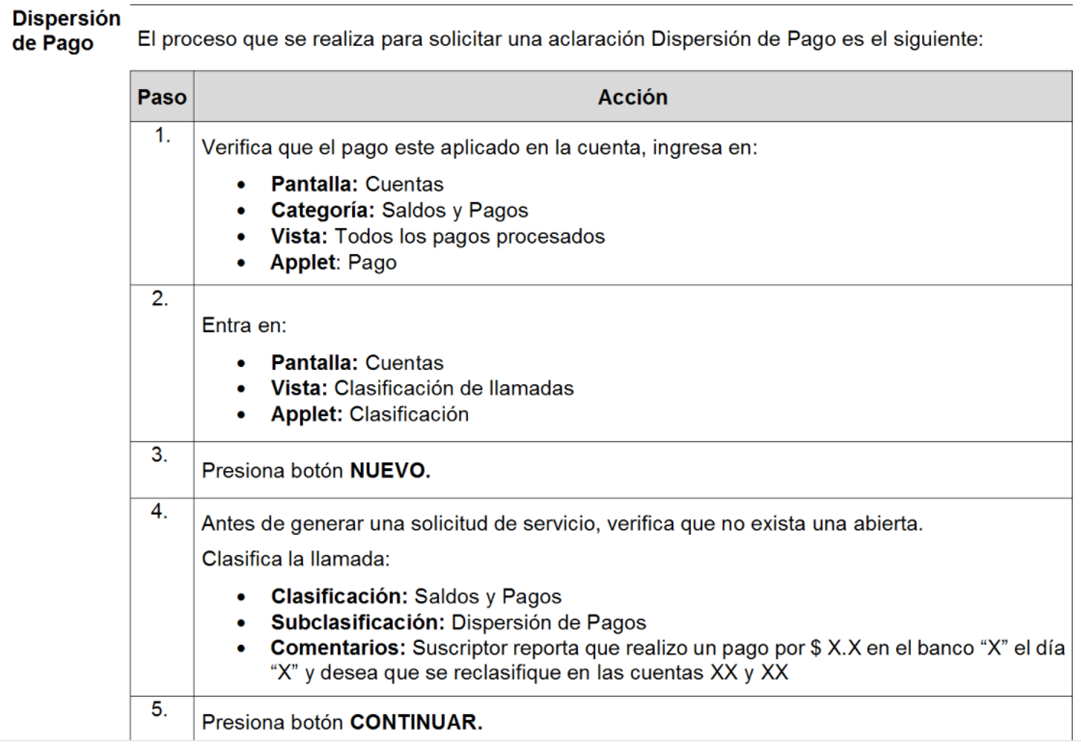 Dispersión
de Pago
El proceso que se realiza para solicitar una aclaración Dispersión de Pago es el siguiente:
Paso Acción
1.
Verifica que el pago este aplicado en la cuenta, ingresa en:
• Pantalla: Cuentas
• Categoría: Saldos y Pagos
• Vista: Todos los pagos procesados
• Applet: Pago
2.
Entra en:
• Pantalla: Cuentas
• Vista: Clasificación de llamadas
• Applet: Clasificación
3.
Presiona botón NUEVO.
4.
Antes de generar una solicitud de servicio, verifica que no exista una abierta.
Clasifica la llamada:
• Clasificación: Saldos y Pagos
• Subclasificación: Dispersión de Pagos
• Comentarios: Suscriptor reporta que realizo un pago por $ X.X en el banco “X” el día
“X” y desea que se reclasifique en las cuentas XX y XX
5.
Presiona botón CONTINUAR.